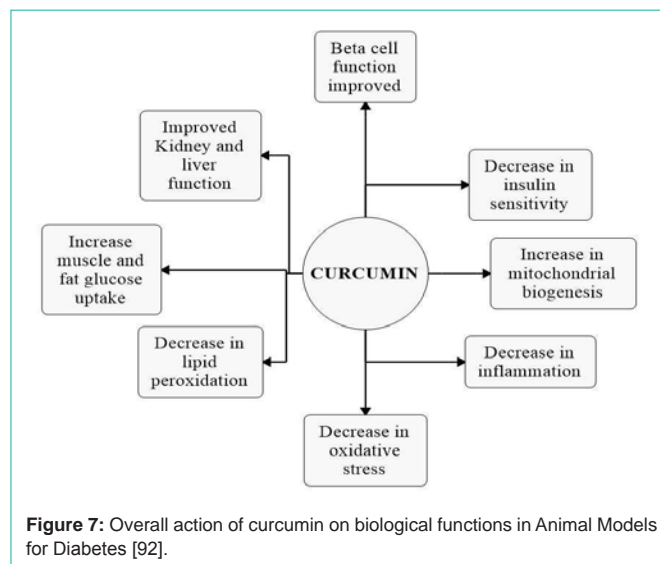 Beta cell
function
improved
Improved
Kidney and
liver
function
Decrease in
insulin
sensitivity
Increase
muscle and
fat glucose
uptake
CURCUMIN
Increase in
mitochondrial
biogenesis
Decrease in
lipid
peroxidation
Decrease in
inflammation
Decrease in
oxidative
stress
Figure 7: Overall action of curcumin on biological functions in Animal Models
for Diabetes [92].